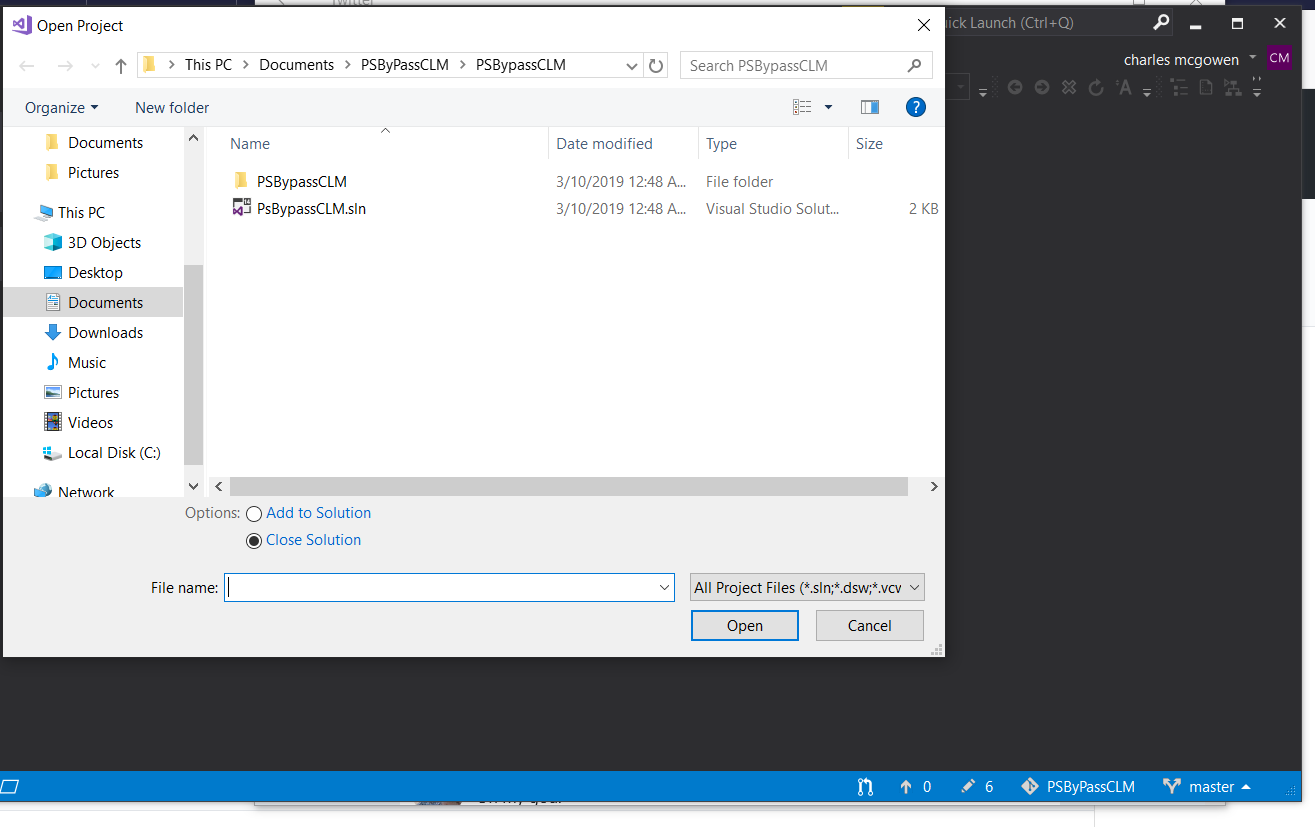 Twitter
Open Project
Quick Launch (Ctrl+Q)
charles mcgowen
CM
This PC
Documents
PSByPassCLM
PSBypassCLM
Search PSBypassCLM
Organize
New folder
?
Name
Date modified
Type
Size
Documents
Pictures
This PC
3D Objects
Desktop
Documents
Downloads
Music
Pictures
Videos
Local Disk (C:)
Network
PSBypassCLM
3/10/2019 12:48 A...
File folder
PsBypassCLM.sln
3/10/2019 12:48 A...
Visual Studio Solut...
2 KB
Options:
Add to Solution
Close Solution
File name:
All Project Files (*.sln;*.dsw;*.vcw
Open
Cancel
0
6
PSByPassCLM
master